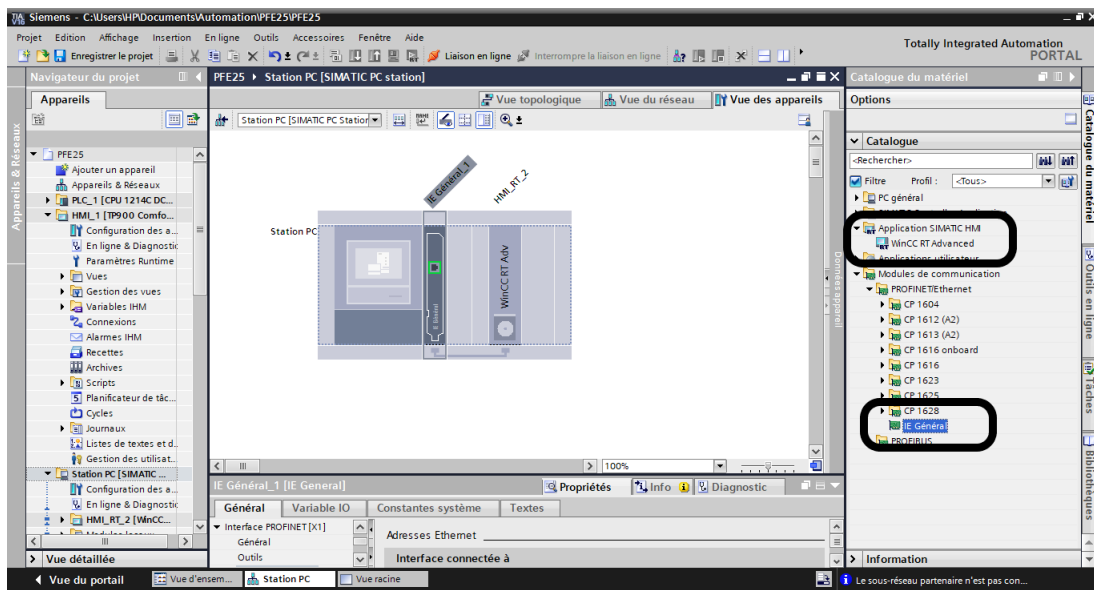 Siemens - C:\Users\HP\Documents\Automation\PFE25\PFE25
Projet Edition Affichage Insertion En ligne Outils Accessoires Fenêtre Aide
Totally Integrated Automation
PORTAL
Enregistrer le projet
Liaison en ligne
Interrompre la liaison en ligne
Navigateur du projet
Appareils
Appareils & Réseaux
PFE25
Ajouter un appareil
Appareils & Réseaux
PLC_1 [CPU 1214C DC...
HMI_1 [TP900 Comfo...
Configuration des a...
En ligne & Diagnostic
Paramètres Runtime
Vues
Gestion des vues
Variables IHM
Connexions
Alarmes IHM
Recettes
Archives
Scripts
Planificateur de tâc...
Cycles
Journaux
Listes de textes et d...
Gestion des utilisat...
Station PC [SIMATIC ...
Configuration des a...
En ligne & Diagnostic
HMI_RT_2 [WinCC...
Vue détaillée
PFE25 Station PC [SIMATIC PC station]
Vue topologique
Vue du réseau
Vue des appareils
Station PC [SIMATIC PC Station
IE Général_1
HMI_RT_2
Station PC
IE Général
WinCC RT Adv
Données appareil
100%
IE Général_1 [IE General]
Propriétés
Info
Diagnostic
Général
Variable IO
Constantes système
Textes
Interface PROFINET [X1]
Général
Outils
Adresses Ethernet
Interface connectée à
Catalogue du matériel
Options
Catalogue
<Rechercher>
Filtre
Profil :
<Tous>
PC général
Application SIMATIC HMI
WinCC RT Advanced
Applications utilisateur
Modules de communication
PROFINET/Ethernet
CP 1604
CP 1612 (A2)
CP 1613 (A2)
CP 1616 onboard
CP 1616
CP 1623
CP 1625
CP 1628
IE Général
PROFIBUS
Information
Catalogue du matériel
Outils en ligne
Tâches
Bibliothèques
Vue du portail
Vue d'ensem...
Station PC
Vue racine
Le sous-réseau partenaire n'est pas con...